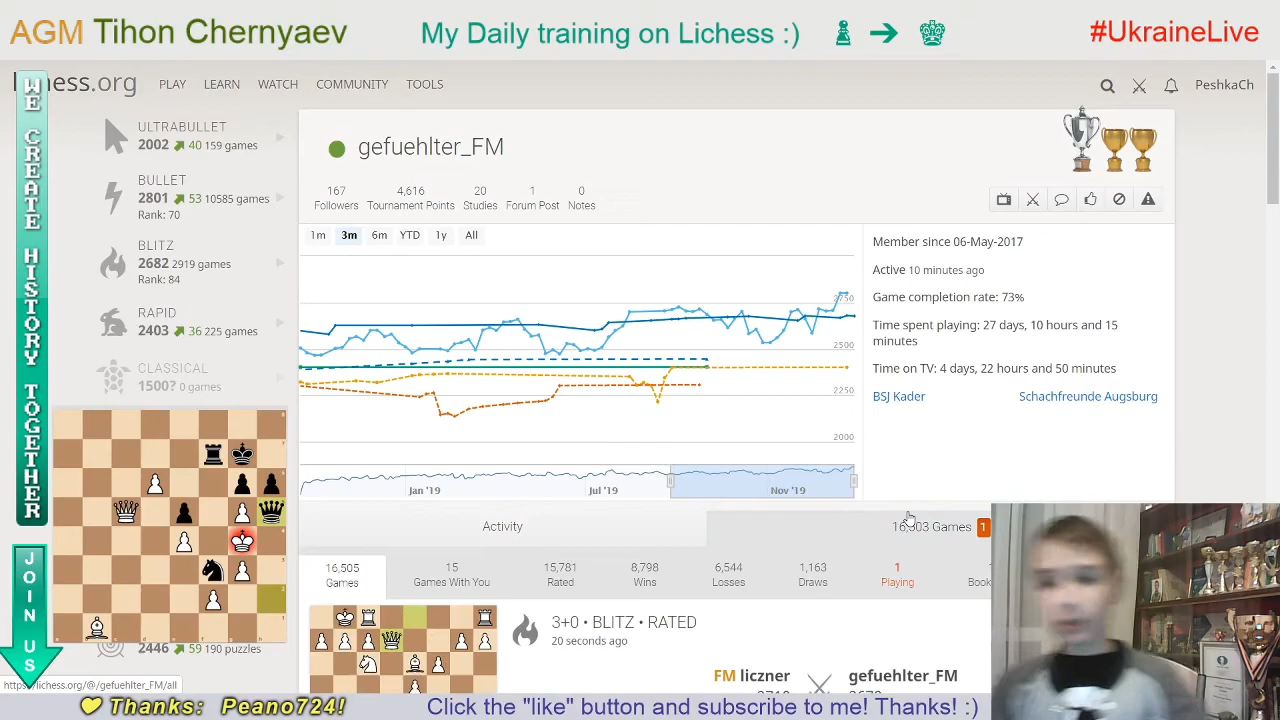 AGM Tihon Chernyaev
My Daily training on Lichess :)
#UkraineLive
WE CREATE HISTORY TOGETHER
JOIN US
hess.org
PLAY
LEARN
WATCH
COMMUNITY
TOOLS
PeshkaCh
ULTRABULLET
2002 40 159 games
BULLET
2801 53 10585 games
Rank: 70
BLITZ
2682 2919 games
Rank: 84
RAPID
2403 36 225 games
CLASSICAL
1500? 0 games
2446 59 190 puzzles
gefuehlter_FM
167 Followers
4,616 Tournament Points
20 Studies
1 Forum Post
0 Notes
1m 3m 6m YTD 1y All
2750
2500
2250
2000
Jan '19
Jul '19
Nov '19
Member since 06-May-2017
Active 10 minutes ago
Game completion rate: 73%
Time spent playing: 27 days, 10 hours and 15
minutes
Time on TV: 4 days, 22 hours and 50 minutes
BSJ Kader
Schachfreunde Augsburg
Activity
Games 1
16,505 Games
15 Games With You
15,781 Rated
8,798 Wins
6,544 Losses
1,163 Draws
1 Playing
Book
3+0 • BLITZ • RATED
20 seconds ago
FM liczner
gefuehlter_FM
https://lichess.org/@/gefuehlter_FM/all
Thanks: Peano724!
Click the "like" button and subscribe to me! Thanks! :)